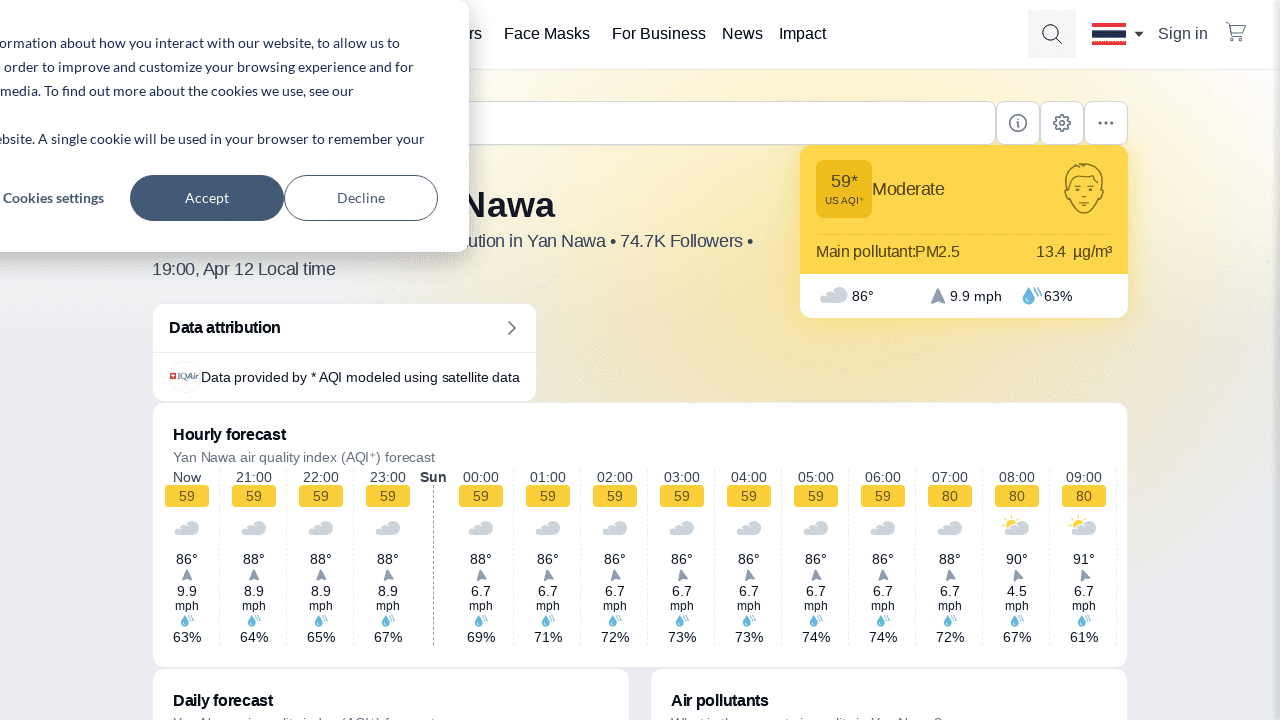 rs Face Masks For Business News Impact Sign in
ormation about how you interact with our website, to allow us to
order to improve and customize your browsing experience and for
media. To find out more about the cookies we use, see our
ebsite. A single cookie will be used in your browser to remember your
Cookies settings Accept Decline
Nawa
ution in Yan Nawa • 74.7K Followers •
19:00, Apr 12 Local time
59*
US AQI⁺
Moderate
Main pollutant:PM2.5 13.4 µg/m³
86° 9.9 mph 63%
Data attribution
IQAir Data provided by * AQI modeled using satellite data
Hourly forecast
Yan Nawa air quality index (AQI⁺) forecast
Now 21:00 22:00 23:00 Sun 00:00 01:00 02:00 03:00 04:00 05:00 06:00 07:00 08:00 09:00
59 59 59 59 59 59 59 59 59 59 59 80 80 80
86° 88° 88° 88° 88° 86° 86° 86° 86° 86° 86° 88° 90° 91°
9.9 8.9 8.9 8.9 6.7 6.7 6.7 6.7 6.7 6.7 6.7 6.7 4.5 6.7
mph mph mph mph mph mph mph mph mph mph mph mph mph mph
63% 64% 65% 67% 69% 71% 72% 73% 73% 74% 74% 72% 67% 61%
Daily forecast
Air pollutants